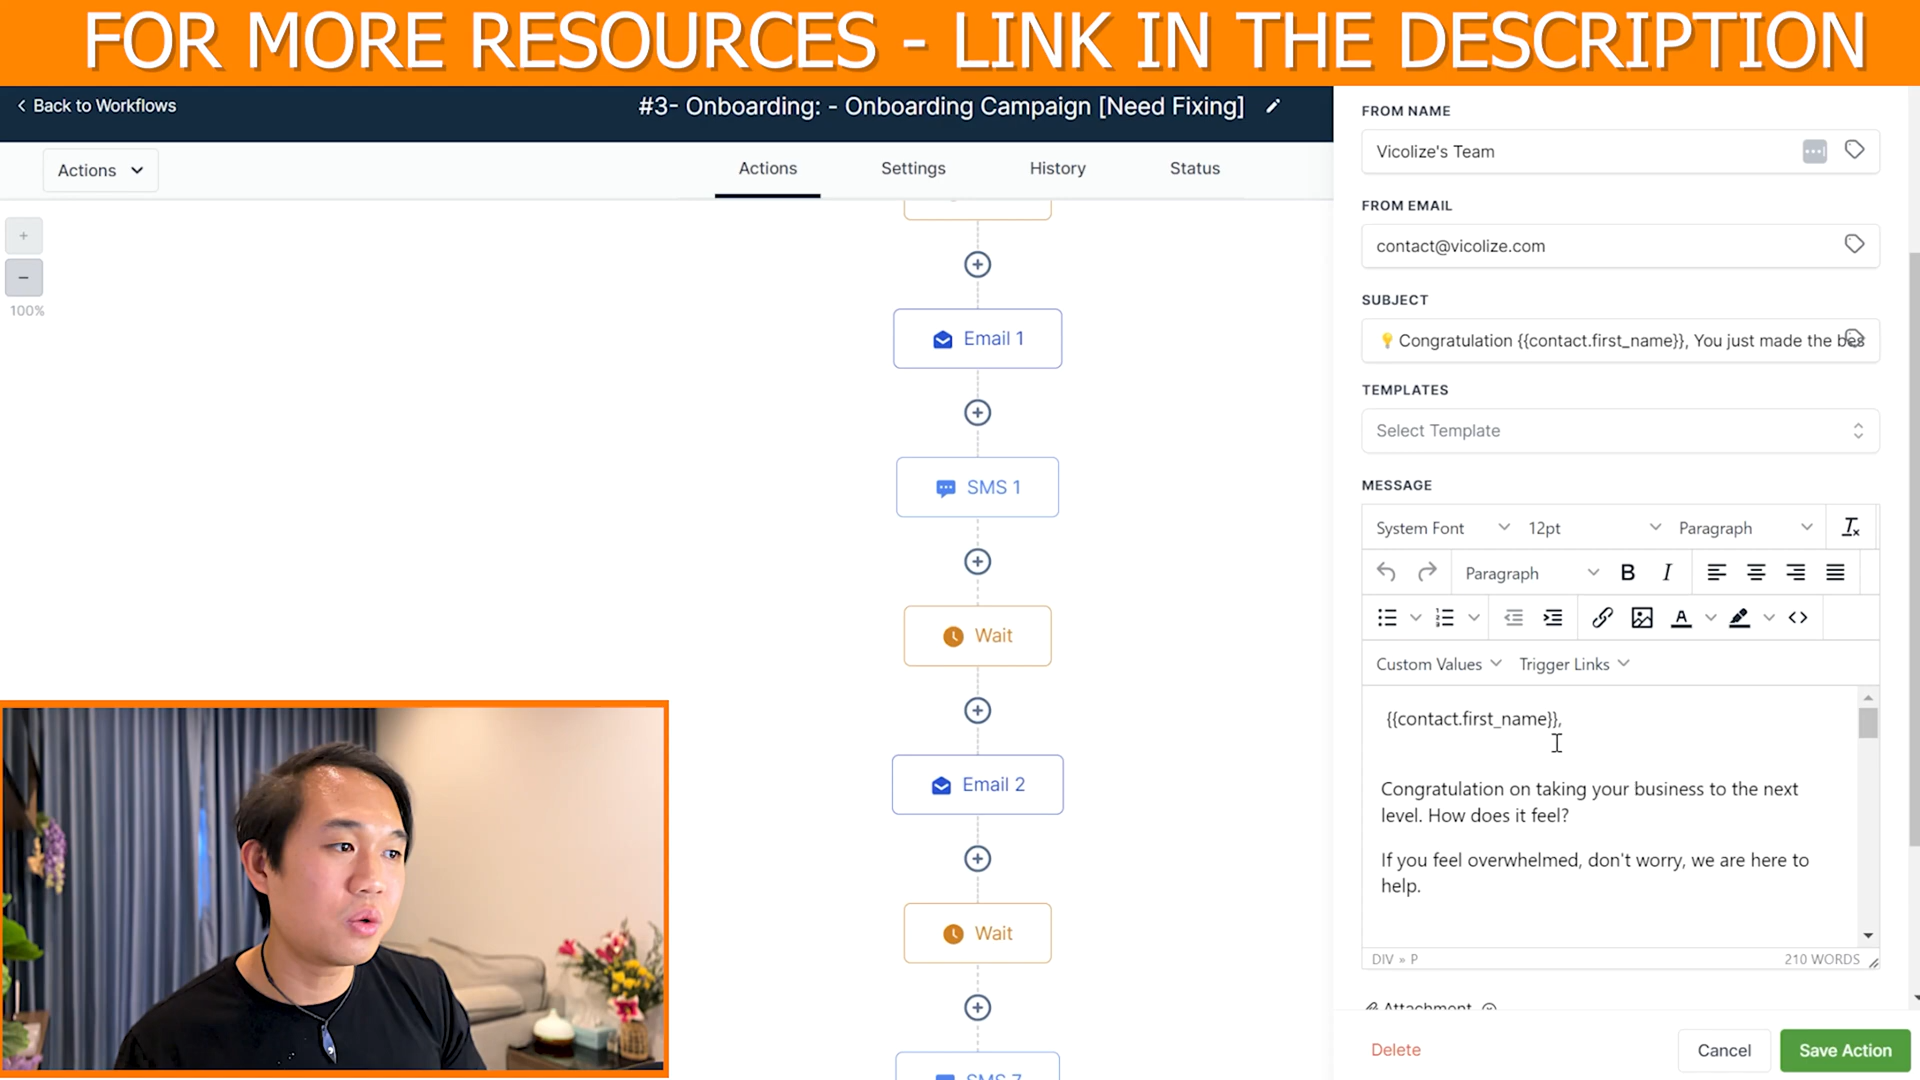 FOR MORE RESOURCES - LINK IN THE DESCRIPTION
Back to Workflows
#3- Onboarding: - Onboarding Campaign [Need Fixing]
Actions
Actions
Settings
History
Status
+
−
100%
Email 1
SMS 1
Wait
Email 2
Wait
SMS 7
FROM NAME
Vicolize's Team
FROM EMAIL
contact@vicolize.com
SUBJECT
💡 Congratulation {{contact.first_name}}, You just made the bes
TEMPLATES
Select Template
MESSAGE
System Font
12pt
Paragraph
Paragraph
B
I
Custom Values
Trigger Links
{{contact.first_name}},
Congratulation on taking your business to the next
level. How does it feel?
If you feel overwhelmed, don't worry, we are here to
help.
DIV » P
210 WORDS
Attachment
Delete
Cancel
Save Action